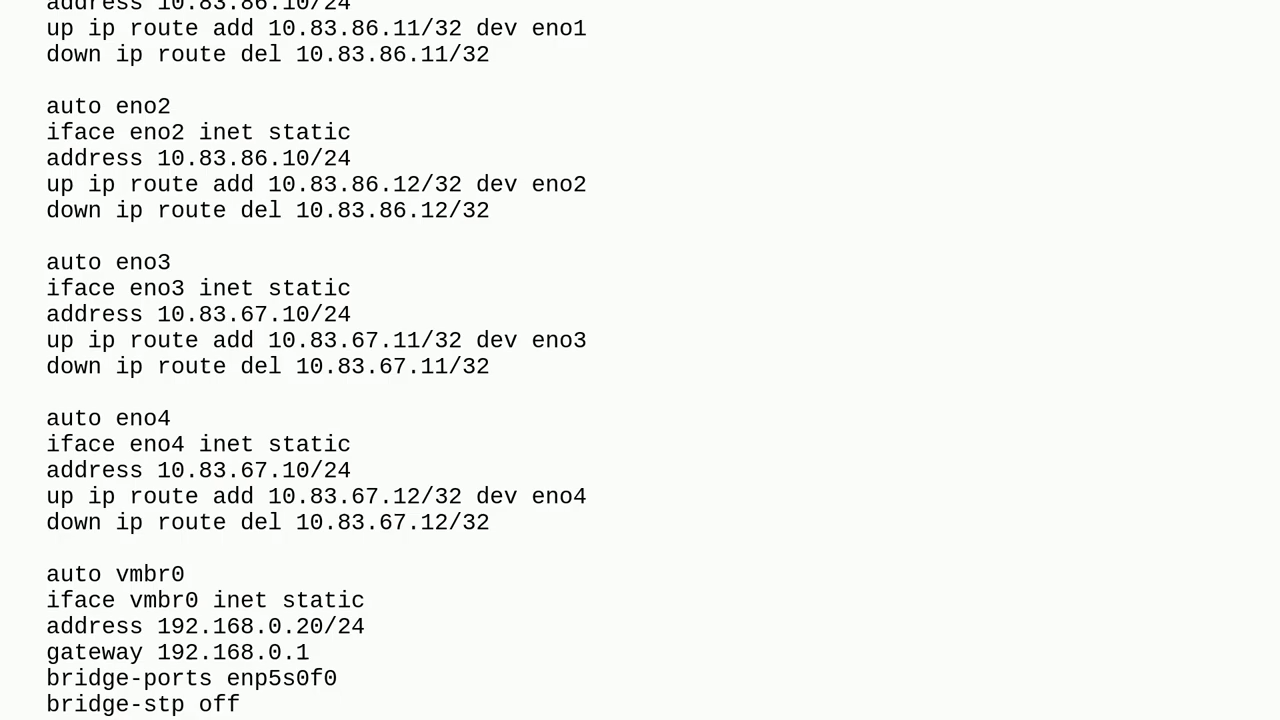 address 10.83.86.10/24
up ip route add 10.83.86.11/32 dev eno1
down ip route del 10.83.86.11/32
auto eno2
iface eno2 inet static
address 10.83.86.10/24
up ip route add 10.83.86.12/32 dev eno2
down ip route del 10.83.86.12/32
auto eno3
iface eno3 inet static
address 10.83.67.10/24
up ip route add 10.83.67.11/32 dev eno3
down ip route del 10.83.67.11/32
auto eno4
iface eno4 inet static
address 10.83.67.10/24
up ip route add 10.83.67.12/32 dev eno4
down ip route del 10.83.67.12/32
auto vmbr0
iface vmbr0 inet static
address 192.168.0.20/24
gateway 192.168.0.1
bridge-ports enp5s0f0
bridge-stp off